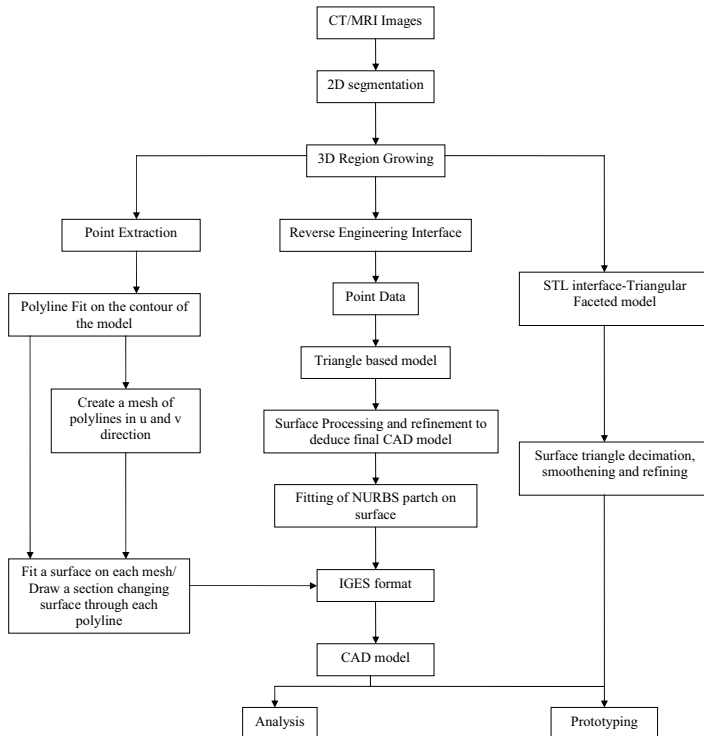 CT/MRI Images
2D segmentation
3D Region Growing
Point Extraction
Reverse Engineering Interface
STL interface-Triangular
Faceted model
Polyline Fit on the contour of
the model
Point Data
Triangle based model
Create a mesh of
polylines in u and v
direction
Surface Processing and refinement to
deduce final CAD model
Surface triangle decimation,
smoothening and refining
Fitting of NURBS partch on
surface
Fit a surface on each mesh/
Draw a section changing
surface through each
polyline
IGES format
CAD model
Analysis
Prototyping